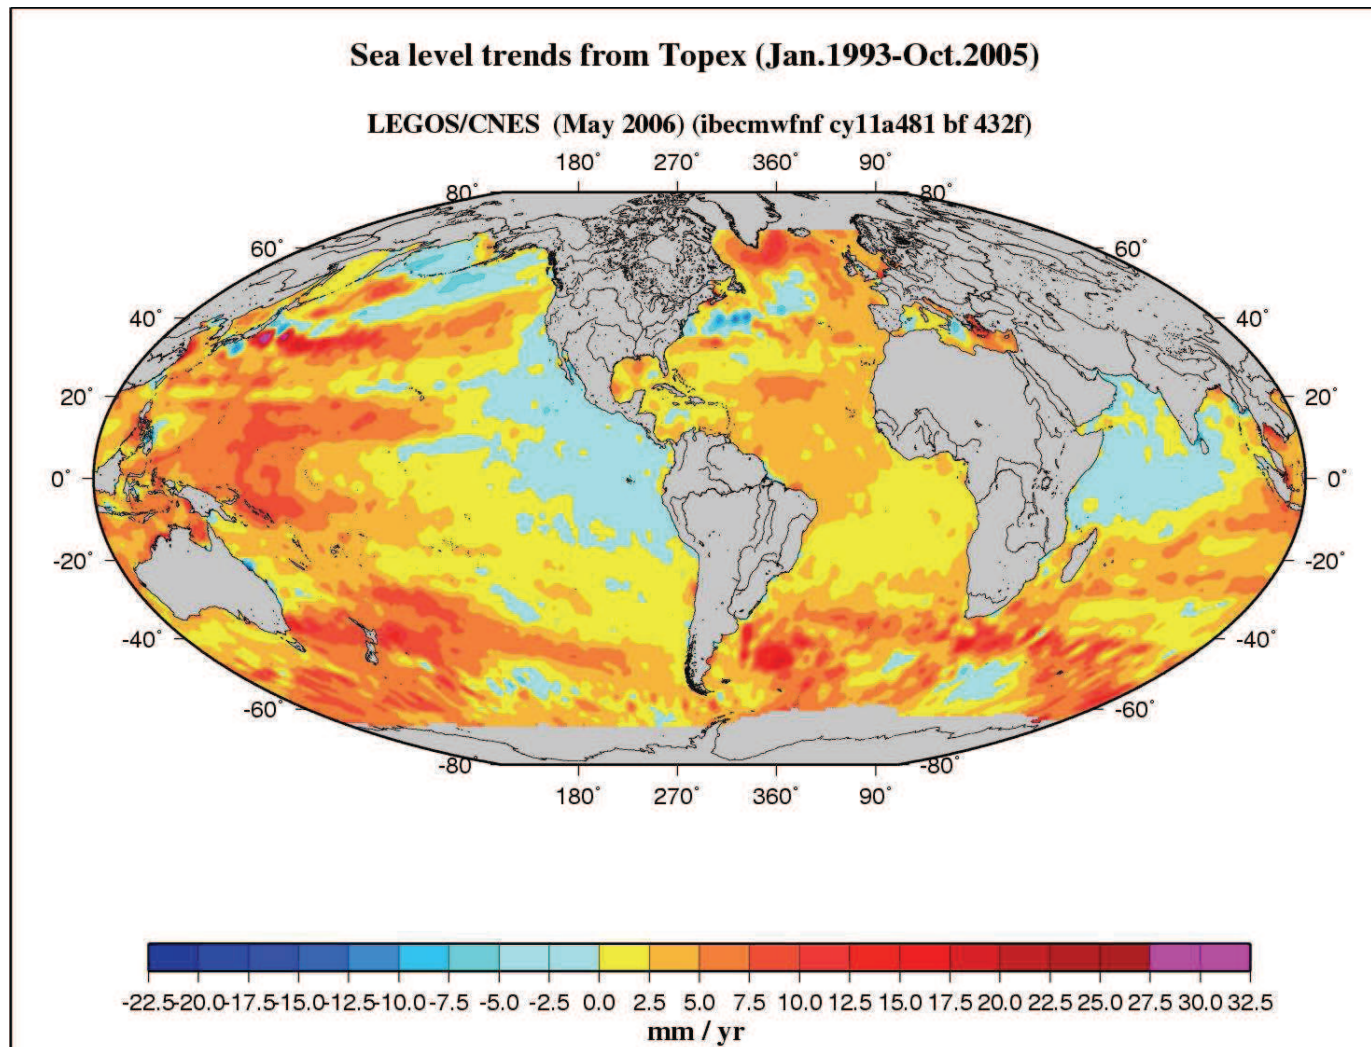 Sea level trends from Topex (Jan.1993-Oct.2005)
LEGOS/CNES (May 2006) (ibecmwfnf cy11a481 bf 432f)
180° 270° 360° 90°
80° 80°
60° 60°
40° 40°
20° 20°
0° 0°
-20° -20°
-40° -40°
-60° -60°
-80° -80°
180° 270° 360° 90°
-22.5 -20.0 -17.5 -15.0 -12.5 -10.0 -7.5 -5.0 -2.5 0.0 2.5 5.0 7.5 10.0 12.5 15.0 17.5 20.0 22.5 25.0 27.5 30.0 32.5
mm / yr